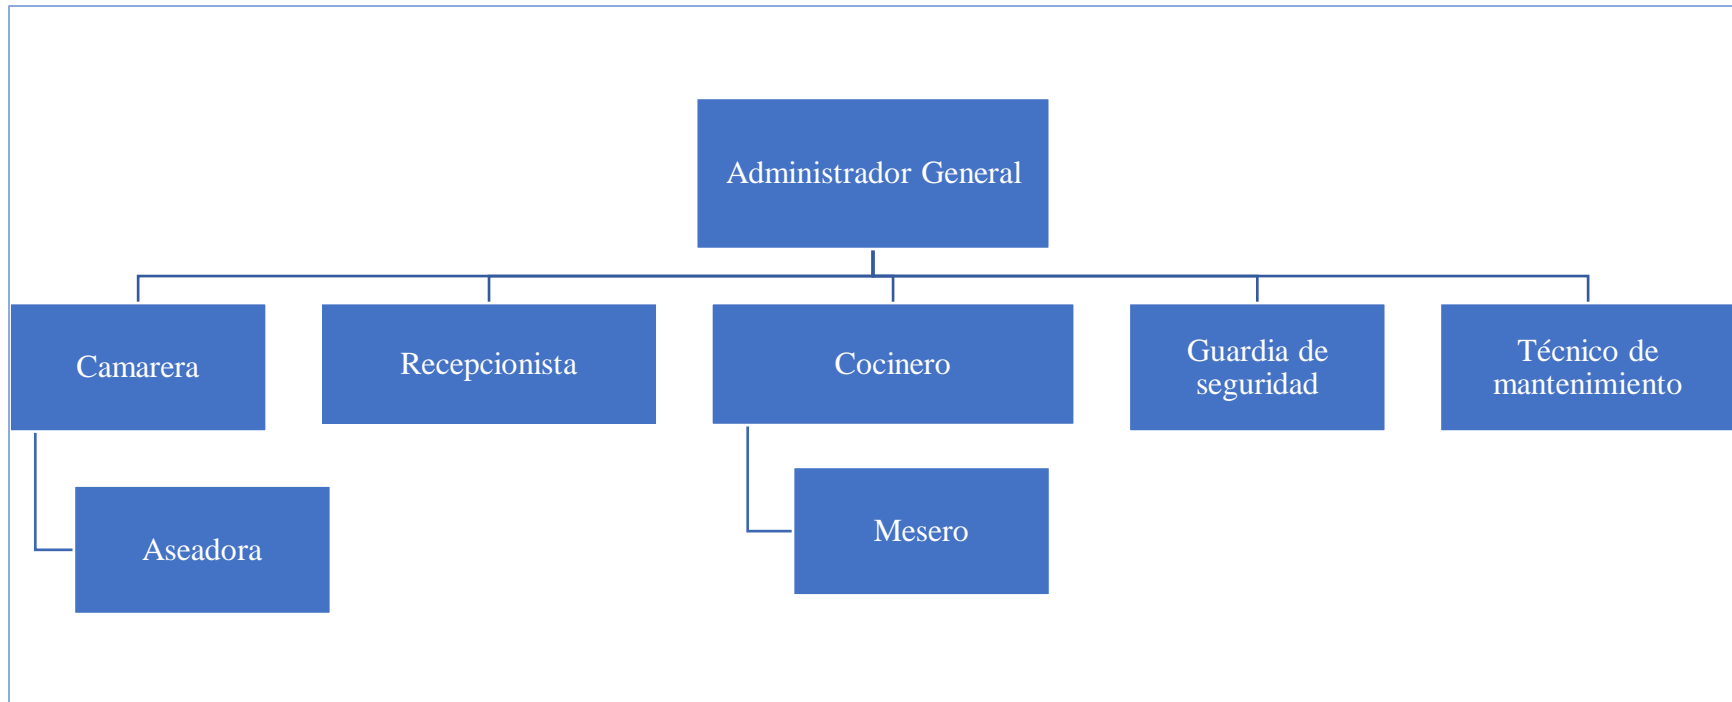 Administrador General
Camarera
Recepcionista
Cocinero
Guardia de
seguridad
Técnico de
mantenimiento
Aseadora
Mesero